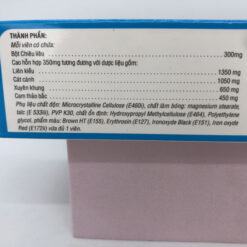 THÀNH PHẦN:
Mỗi viên có chứa:
Bột Chiêu liêu 300mg
Cao hỗn hợp 350mg tương đương với dược liệu gồm:
Liên kiều 1350 mg
Cát cánh 1050 mg
Xuyên khung 650 mg
Cam thảo bắc 450 mg
Phụ liệu/chất độn: Microcrystalline Cellulose (E460i), chất làm bóng: magnesium stearate,
talc (E 553iii), PVP K30, chất ổn định: Hydroxypropyl Methylcellulose (E464), Polyethylene
glycol, phẩm màu: Brown HT (E155), Erythrosin (E127), Ironoxyde Black (E151), Iron oxyde
Red (E172ii) vừa đủ 1 viên.